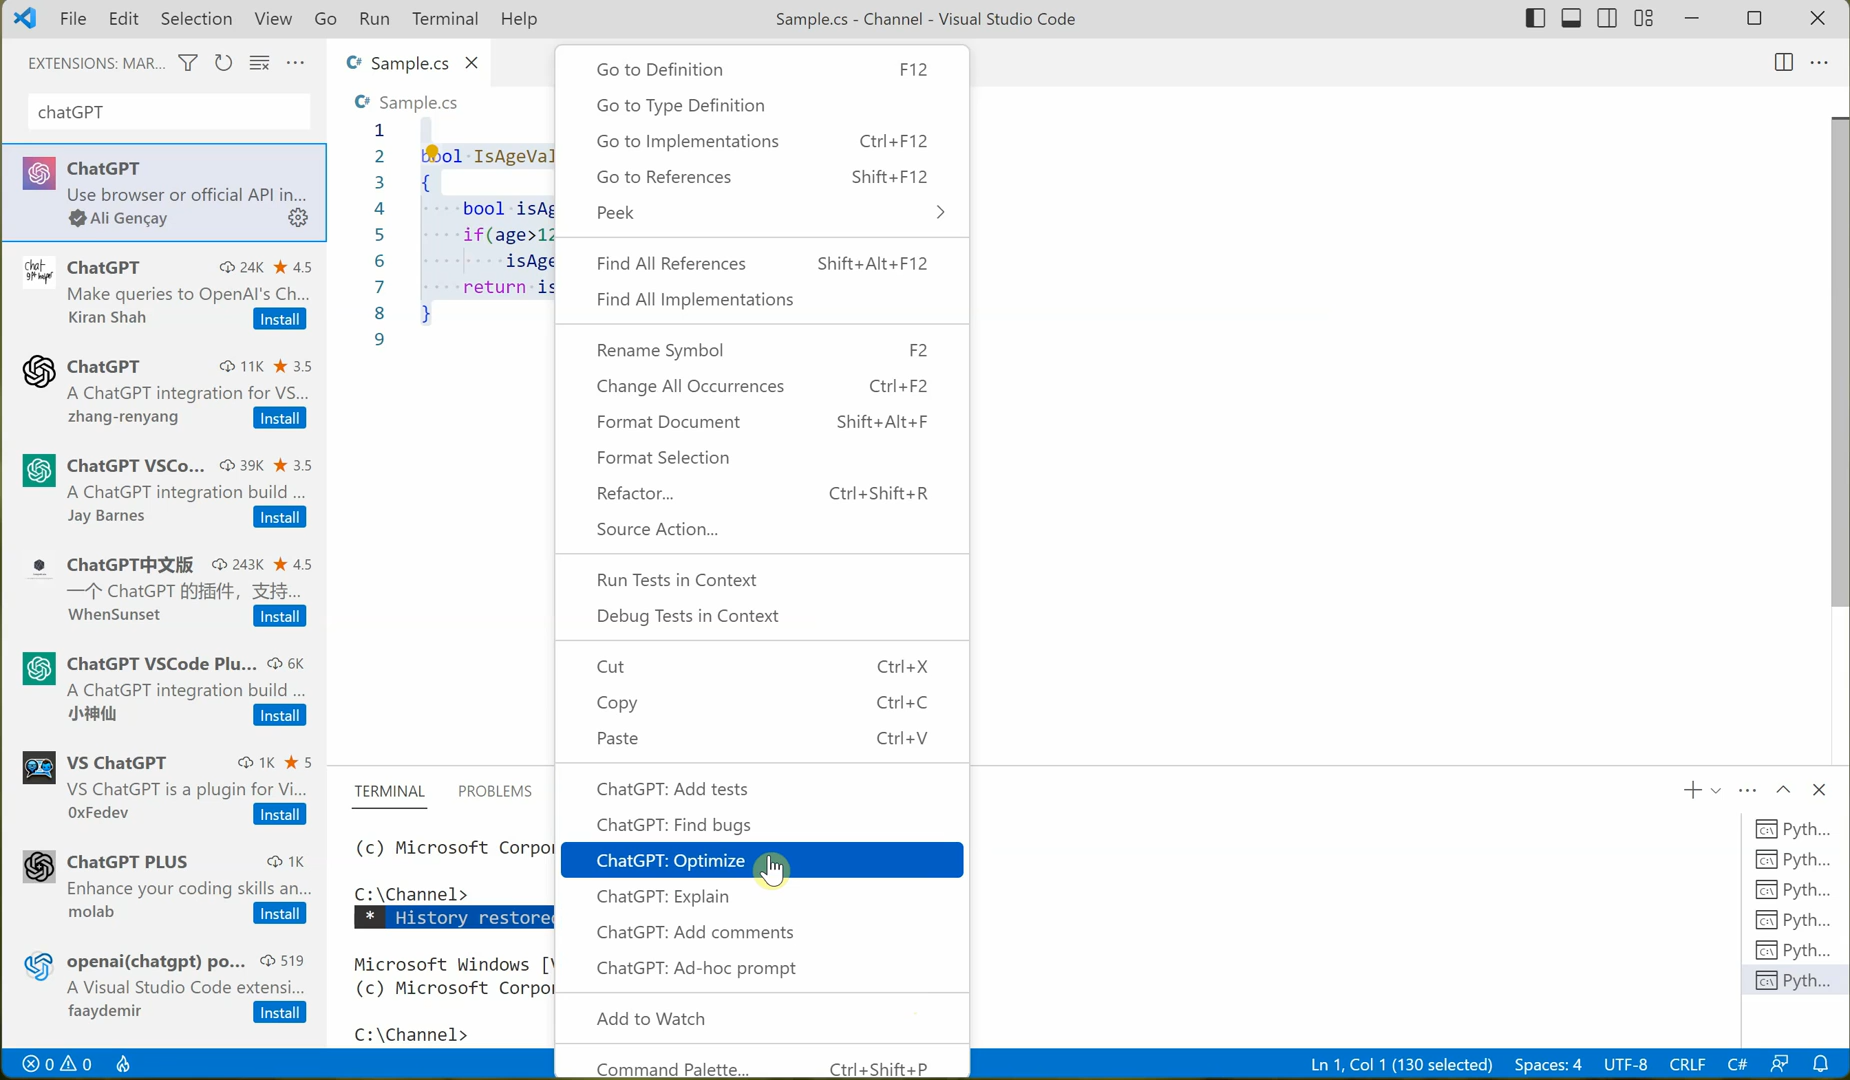 File Edit Selection View Go Run Terminal Help
Sample.cs - Channel - Visual Studio Code
EXTENSIONS: MAR...
chatGPT
ChatGPT
Use browser or official API in...
Ali Gençay
ChatGPT 24K 4.5
Make queries to OpenAI's Ch...
Kiran Shah Install
ChatGPT 11K 3.5
A ChatGPT integration for VS...
zhang-renyang Install
ChatGPT VSCo... 39K 3.5
A ChatGPT integration build ...
Jay Barnes Install
ChatGPT中文版 243K 4.5
一个 ChatGPT 的插件，支持...
WhenSunset Install
ChatGPT VSCode Plu... 6K
A ChatGPT integration build ...
小神仙 Install
VS ChatGPT 1K 5
VS ChatGPT is a plugin for Vi...
0xFedev Install
ChatGPT PLUS 1K
Enhance your coding skills an...
molab Install
openai(chatgpt) po... 519
A Visual Studio Code extensi...
faaydemir Install
C# Sample.cs
C# Sample.cs
1
2 bool IsAgeVal
3 {
4 bool isAg
5 if(age>12
6 isAge
7 return is
8 }
9
Go to Definition F12
Go to Type Definition
Go to Implementations Ctrl+F12
Go to References Shift+F12
Peek
Find All References Shift+Alt+F12
Find All Implementations
Rename Symbol F2
Change All Occurrences Ctrl+F2
Format Document Shift+Alt+F
Format Selection
Refactor... Ctrl+Shift+R
Source Action...
Run Tests in Context
Debug Tests in Context
Cut Ctrl+X
Copy Ctrl+C
Paste Ctrl+V
ChatGPT: Add tests
ChatGPT: Find bugs
ChatGPT: Optimize
ChatGPT: Explain
ChatGPT: Add comments
ChatGPT: Ad-hoc prompt
Add to Watch
Command Palette... Ctrl+Shift+P
TERMINAL PROBLEMS
(c) Microsoft Corpo
C:\Channel>
* History restored
Microsoft Windows [V
(c) Microsoft Corpo
C:\Channel>
Pyth...
Pyth...
Pyth...
Pyth...
Pyth...
Pyth...
0 0
Ln 1, Col 1 (130 selected) Spaces: 4 UTF-8 CRLF C#